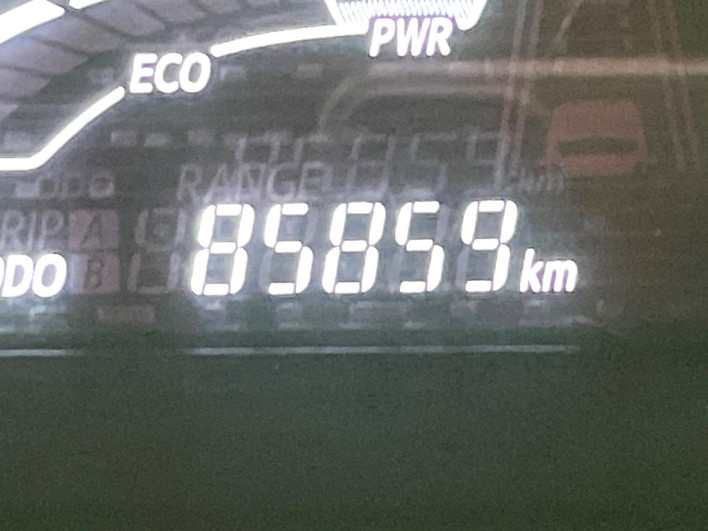 PWR
ECO
RANGE
TRIP A
ODO B 85859 km